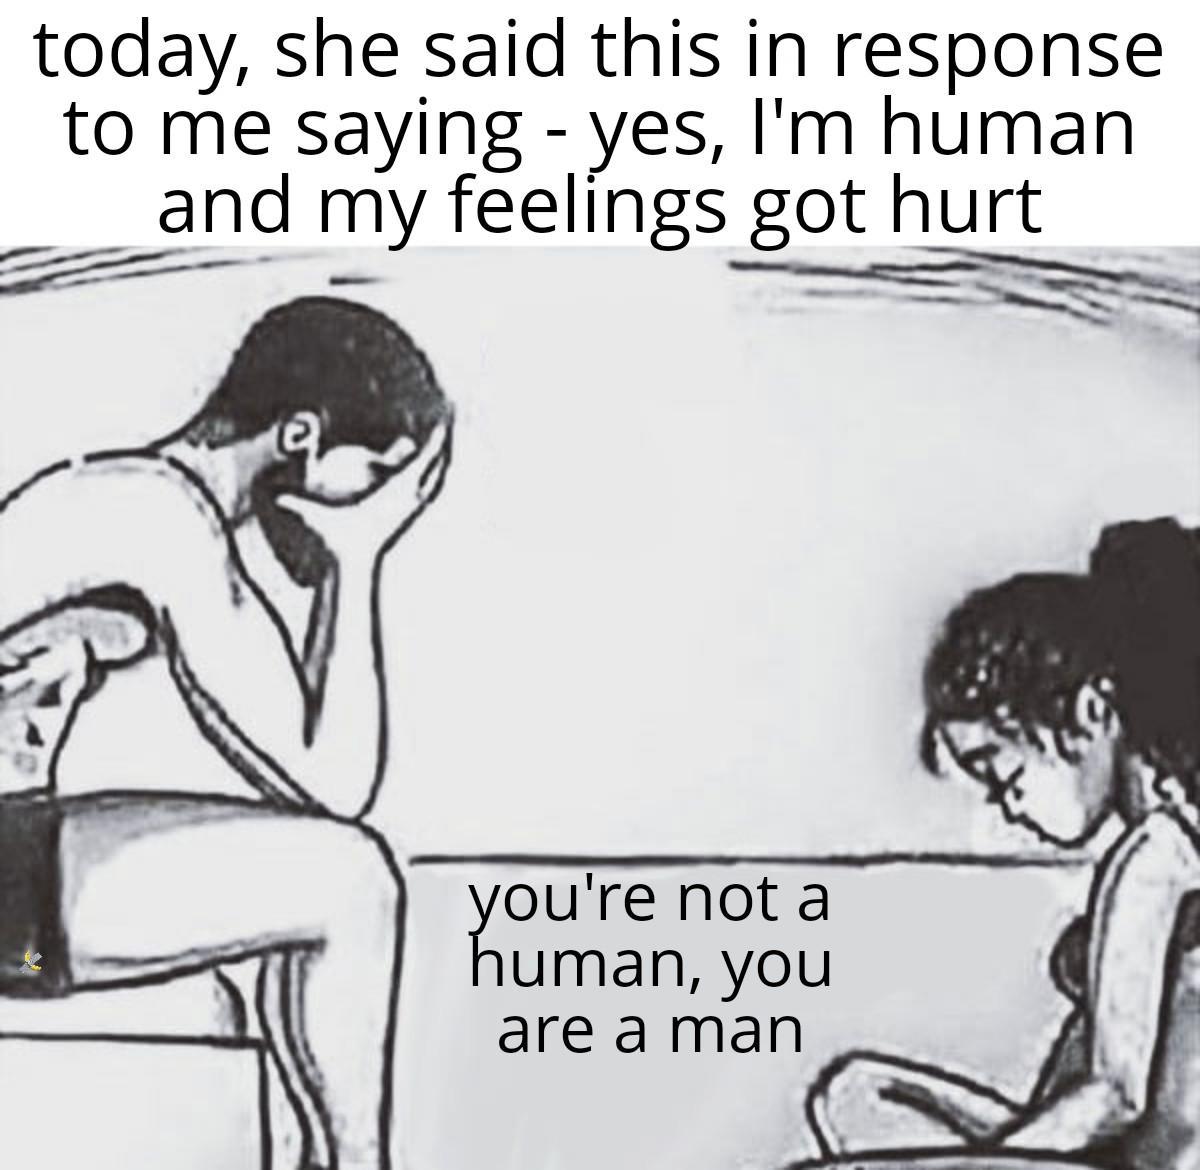 today, she said this in response
to me saying - yes, I'm human
and my feelings got hurt
you're not a
human, you
are a man